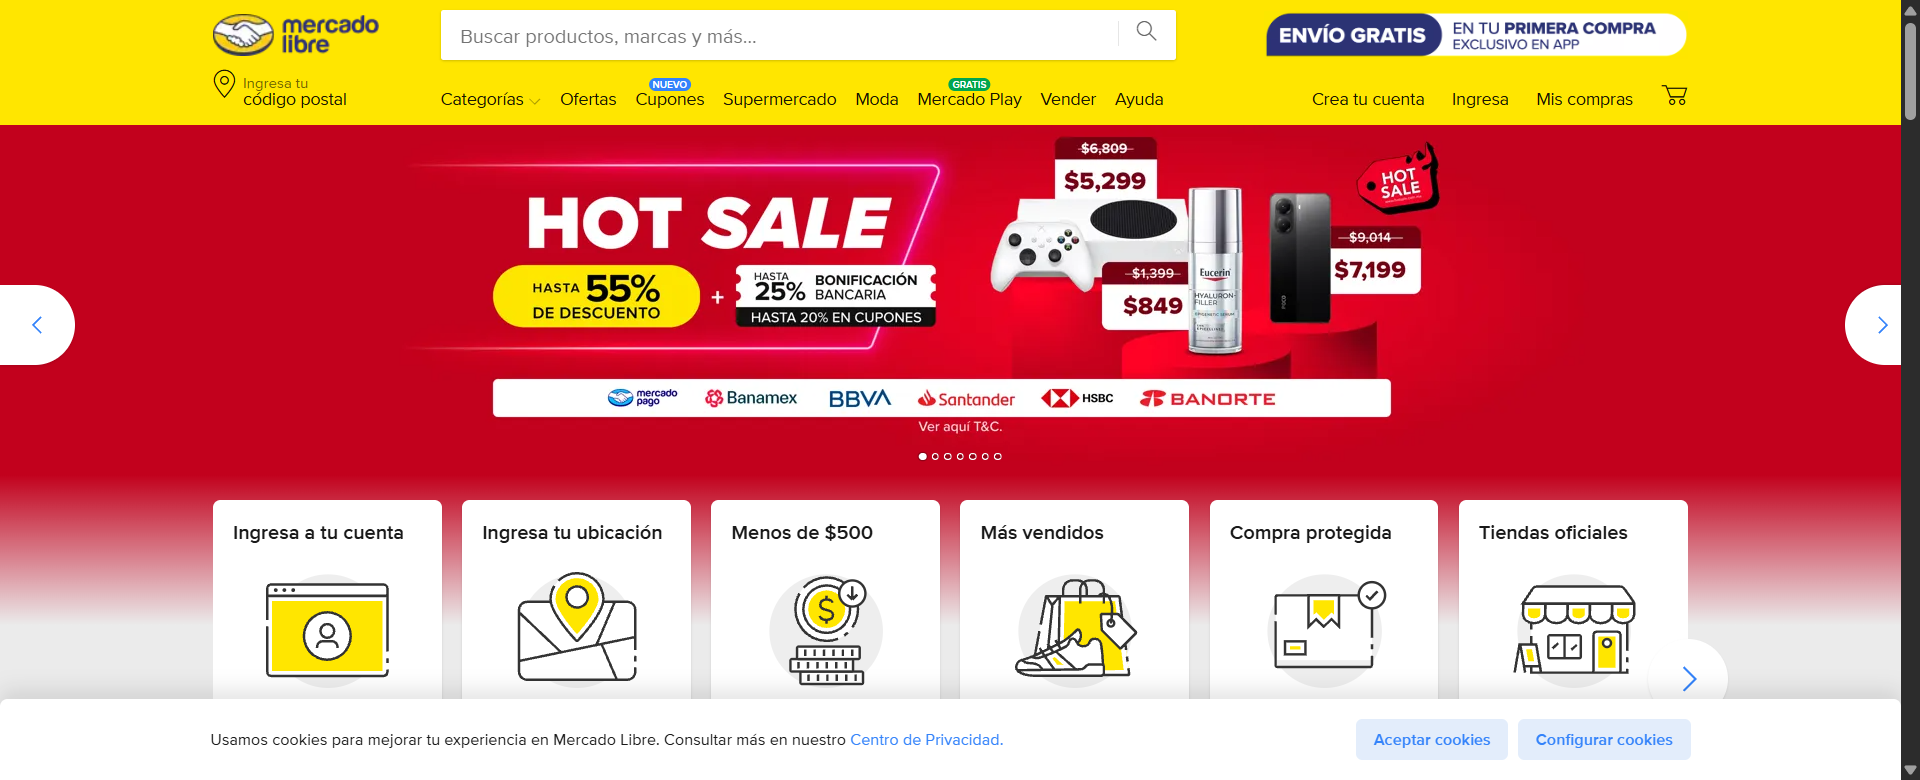 mercado
libre
Buscar productos, marcas y más...
ENVÍO GRATIS
EN TU PRIMERA COMPRA
EXCLUSIVO EN APP
Ingresa tu
código postal
Categorías
Ofertas
NUEVO
Cupones
Supermercado
Moda
GRATIS
Mercado Play
Vender
Ayuda
Crea tu cuenta
Ingresa
Mis compras
HOT SALE
HASTA 55%
DE DESCUENTO
+
HASTA
25% BONIFICACIÓN
BANCARIA
HASTA 20% EN CUPONES
$6,809
$5,299
$1,399
$849
Eucerin
HYALURON-
FILLER
POCO
HOT
SALE
$9,014
$7,199
mercado
pago
Banamex
BBVA
Santander
HSBC
BANORTE
Ver aquí T&C.
Ingresa a tu cuenta
Ingresa tu ubicación
Menos de $500
Más vendidos
Compra protegida
Tiendas oficiales
Usamos cookies para mejorar tu experiencia en Mercado Libre. Consultar más en nuestro Centro de Privacidad.
Aceptar cookies
Configurar cookies